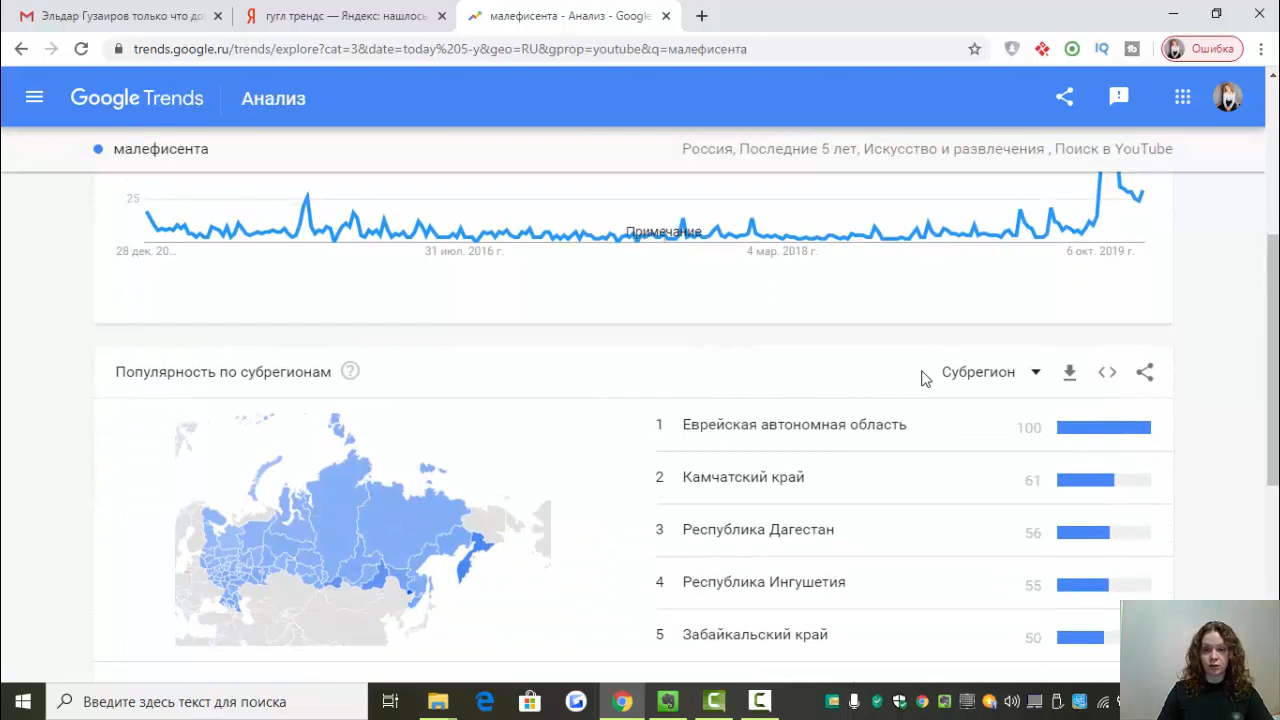 Эльдар Гузаиров только что до
гугл трендс — Яндекс: нашлось
малефисента - Анализ - Google
trends.google.ru/trends/explore?cat=3&date=today%205-y&geo=RU&gprop=youtube&q=малефисента
IQ
Ошибка
Google Trends
Анализ
малефисента
Россия, Последние 5 лет, Искусство и развлечения , Поиск в YouTube
25
Примечание
28 дек. 20...
31 июл. 2016 г.
4 мар. 2018 г.
6 окт. 2019 г.
Популярность по субрегионам
Субрегион
1 Еврейская автономная область 100
2 Камчатский край 61
3 Республика Дагестан 56
4 Республика Ингушетия 55
5 Забайкальский край 50
Введите здесь текст для поиска